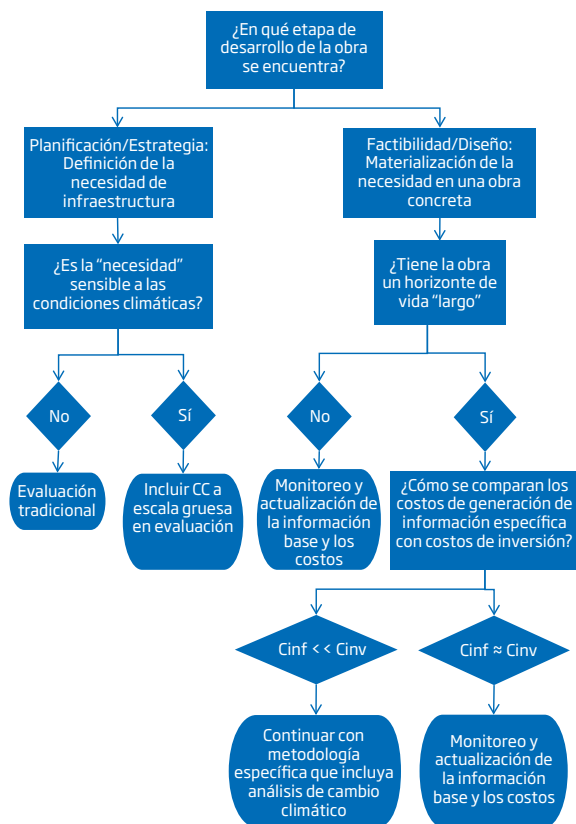 ¿En qué etapa de
desarrollo de la obra
se encuentra?
Planificación/Estrategia:
Definición de la
necesidad de
infraestructura
Factibilidad/Diseño:
Materialización de la
necesidad en una obra
concreta
¿Es la "necesidad"
sensible a las
condiciones climáticas?
¿Tiene la obra
un horizonte de
vida "largo"
No
Sí
No
Sí
Evaluación
tradicional
Incluir CC a
escala gruesa
en evaluación
Monitoreo y
actualización de
la información
base y los
costos
¿Cómo se comparan los
costos de generación de
información específica
con costos de inversión?
Cinf << Cinv
Cinf ≈ Cinv
Continuar con
metodología
específica que incluya
análisis de cambio
climático
Monitoreo y
actualización de
la información
base y los costos